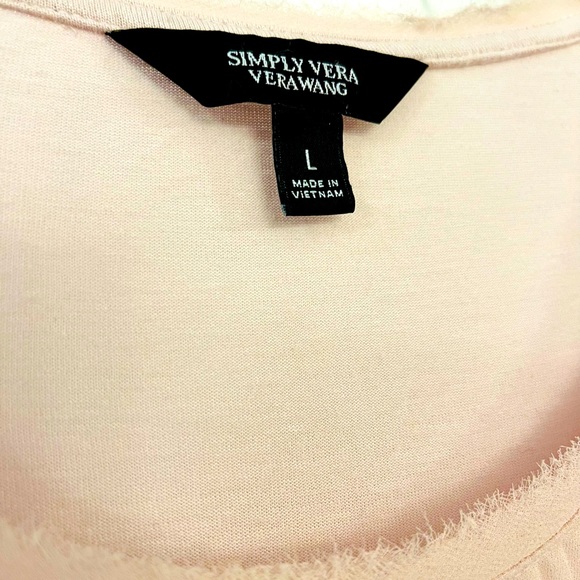 SIMPLY VERA
VERAWANG
L
MADE IN
VIETNAM